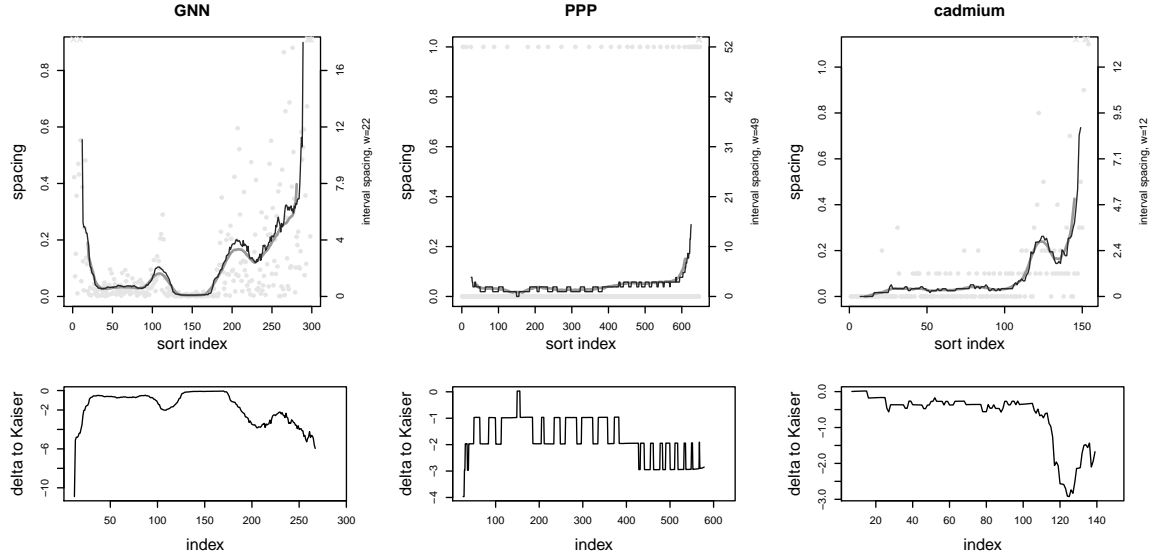 GNN
PPP
cadmium
spacing
0.0 0.2 0.4 0.6 0.8
0 4 7.9 12 16
interval spacing, w=22
0 50 100 150 200 250 300
sort index
spacing
0.0 0.2 0.4 0.6 0.8 1.0
0 10 21 31 42 52
interval spacing, w=49
0 100 200 300 400 500 600
sort index
spacing
0.0 0.2 0.4 0.6 0.8 1.0
0 2.4 4.7 7.1 9.5 12
interval spacing, w=12
0 50 100 150
sort index
delta to Kaiser
-10 -6 -2 0
50 100 150 200 250 300
index
delta to Kaiser
-4 -3 -2 -1 0
100 200 300 400 500 600
index
delta to Kaiser
-3.0 -2.0 -1.0 0.0
20 40 60 80 100 120 140
index